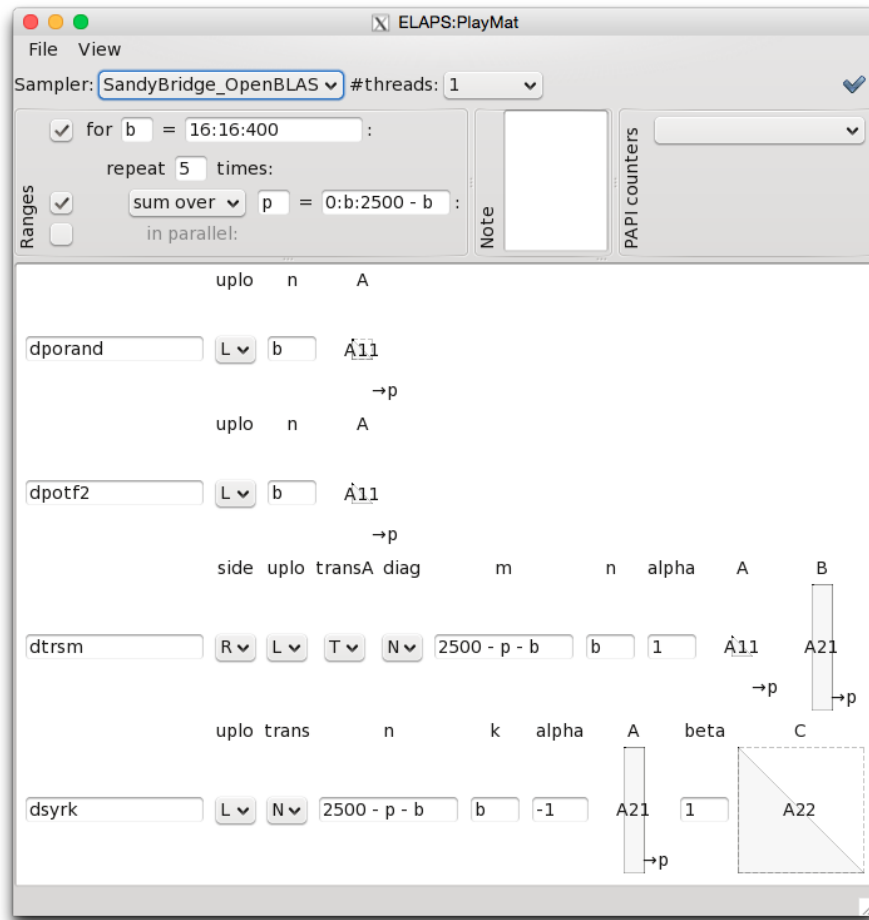 ELAPS:PlayMat
File View
Sampler: SandyBridge_OpenBLAS #threads: 1
for b = 16:16:400 :
repeat 5 times:
sum over p = 0:b:2500 - b :
in parallel:
Ranges
Note
PAPI counters
uplo n A
dporand L b A11
→p
uplo n A
dpotf2 L b A11
→p
side uplo transA diag m n alpha A B
dtrsm R L T N 2500 - p - b b 1 A11 A21
→p →p
uplo trans n k alpha A beta C
dsyrk L N 2500 - p - b b -1 A21 1 A22
→p